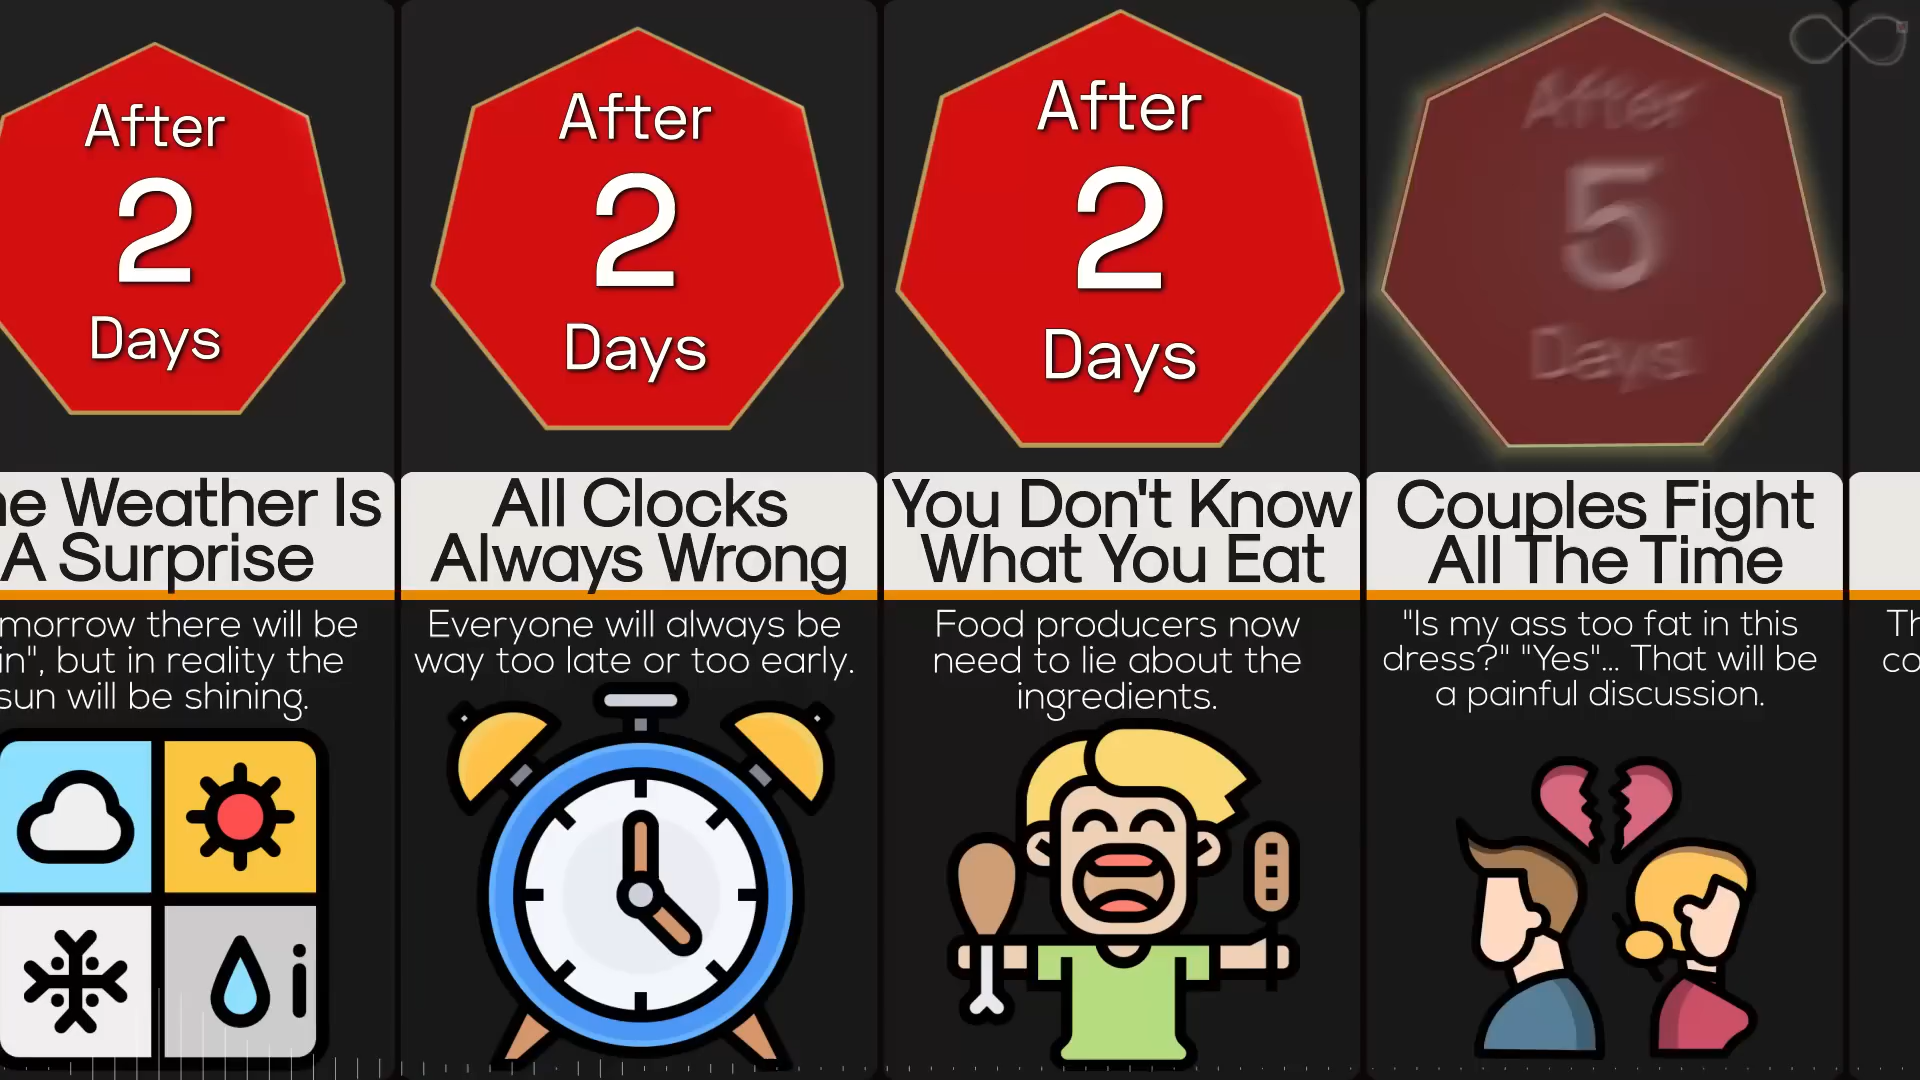 After
2
Days
ne Weather Is
A Surprise
morrow there will be
in", but in reality the
sun will be shining.
After
2
Days
All Clocks
Always Wrong
Everyone will always be
way too late or too early.
After
2
Days
You Don't Know
What You Eat
Food producers now
need to lie about the
ingredients.
After
5
Days
Couples Fight
All The Time
"Is my ass too fat in this
dress?" "Yes"... That will be
a painful discussion.
Th
co